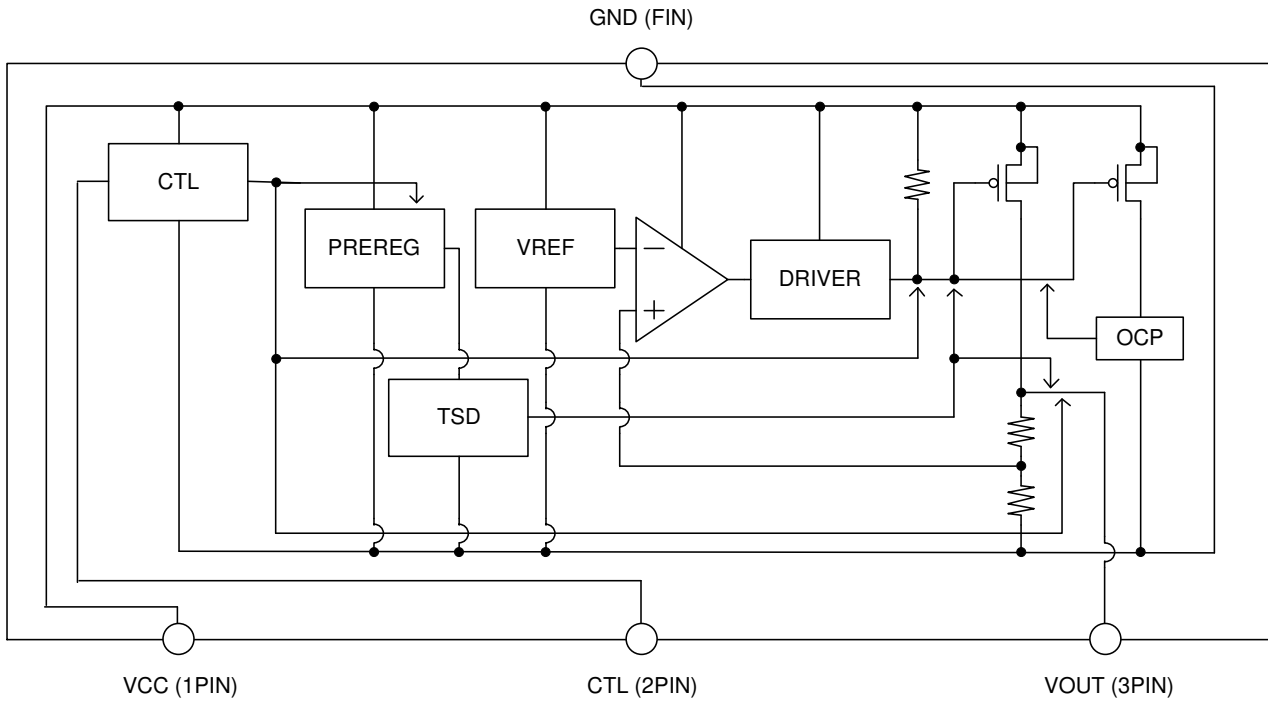 GND (FIN)
CTL
PREREG
VREF
DRIVER
OCP
TSD
VCC (1PIN)
CTL (2PIN)
VOUT (3PIN)